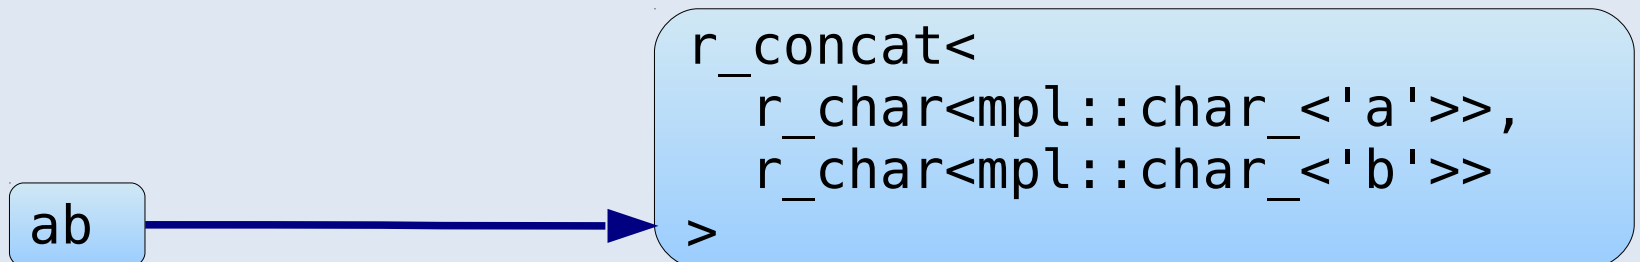 r_concat<
  r_char<mpl::char_<'a'>>,
  r_char<mpl::char_<'b'>>
>
ab